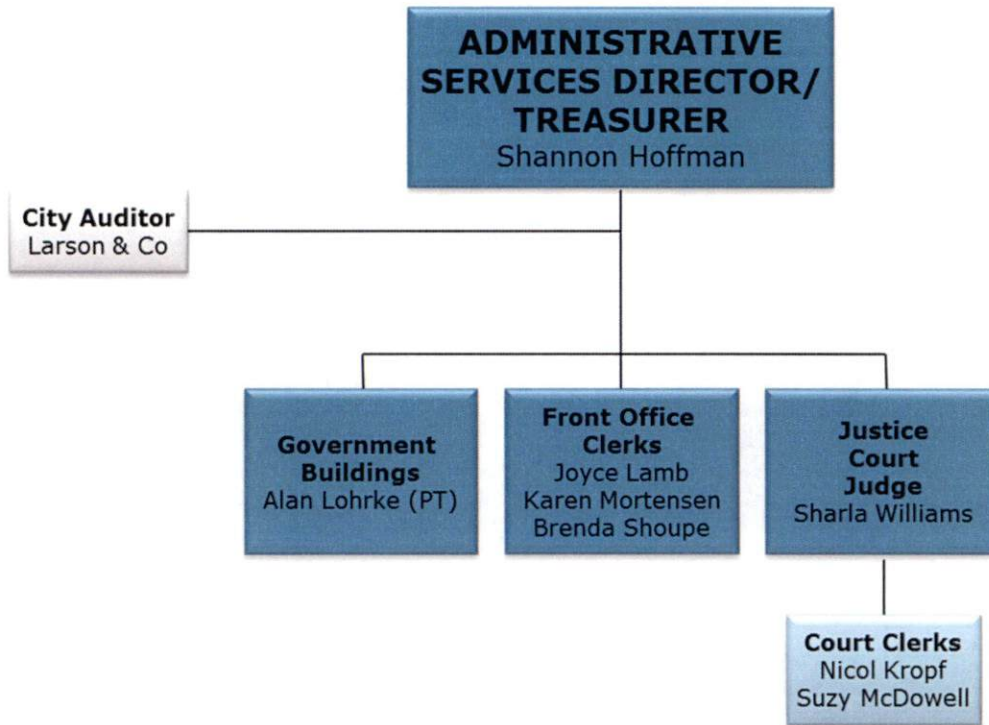 ADMINISTRATIVE
SERVICES DIRECTOR/
TREASURER
Shannon Hoffman
City Auditor
Larson & Co
Government
Buildings
Alan Lohrke (PT)
Front Office
Clerks
Joyce Lamb
Karen Mortensen
Brenda Shoupe
Justice
Court
Judge
Sharla Williams
Court Clerks
Nicol Kropf
Suzy McDowell